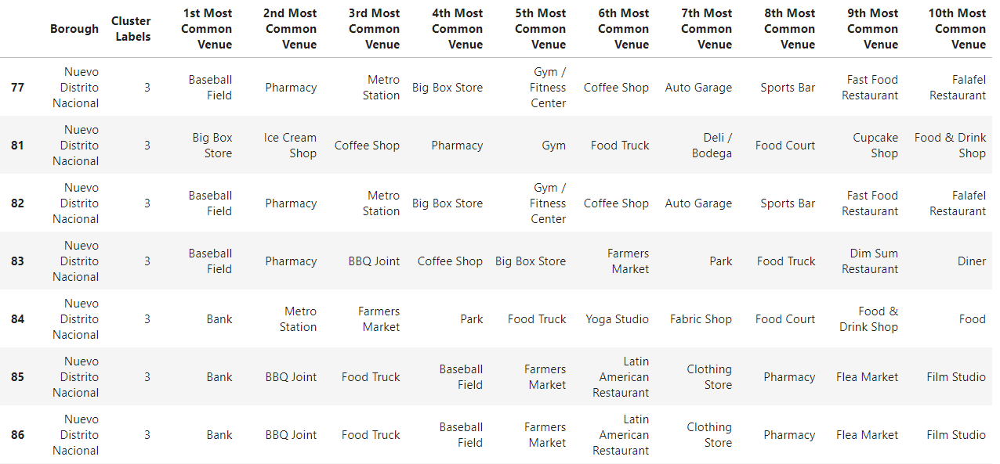 Borough Cluster Labels 1st Most Common Venue 2nd Most Common Venue 3rd Most Common Venue 4th Most Common Venue 5th Most Common Venue 6th Most Common Venue 7th Most Common Venue 8th Most Common Venue 9th Most Common Venue 10th Most Common Venue
77 Nuevo Distrito Nacional 3 Baseball Field Pharmacy Metro Station Big Box Store Gym / Fitness Center Coffee Shop Auto Garage Sports Bar Fast Food Restaurant Falafel Restaurant
81 Nuevo Distrito Nacional 3 Big Box Store Ice Cream Shop Coffee Shop Pharmacy Gym Food Truck Deli / Bodega Food Court Cupcake Shop Food & Drink Shop
82 Nuevo Distrito Nacional 3 Baseball Field Pharmacy Metro Station Big Box Store Gym / Fitness Center Coffee Shop Auto Garage Sports Bar Fast Food Restaurant Falafel Restaurant
83 Nuevo Distrito Nacional 3 Baseball Field Pharmacy BBQ Joint Coffee Shop Big Box Store Farmers Market Park Food Truck Dim Sum Restaurant Diner
84 Nuevo Distrito Nacional 3 Bank Metro Station Farmers Market Park Food Truck Yoga Studio Fabric Shop Food Court Food & Drink Shop Food
85 Nuevo Distrito Nacional 3 Bank BBQ Joint Food Truck Baseball Field Farmers Market Latin American Restaurant Clothing Store Pharmacy Flea Market Film Studio
86 Nuevo Distrito Nacional 3 Bank BBQ Joint Food Truck Baseball Field Farmers Market Latin American Restaurant Clothing Store Pharmacy Flea Market Film Studio